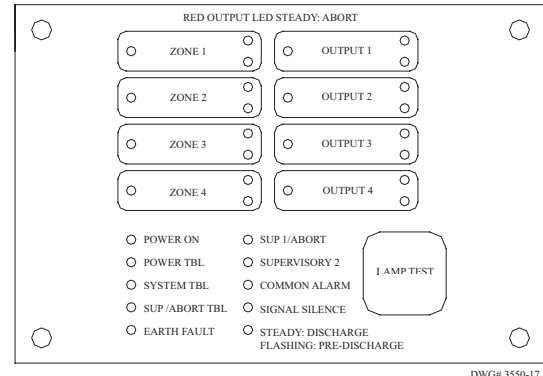 RED OUTPUT LED STEADY: ABORT
ZONE 1
OUTPUT 1
ZONE 2
OUTPUT 2
ZONE 3
OUTPUT 3
ZONE 4
OUTPUT 4
POWER ON
SUP 1/ABORT
POWER TBL
SUPERVISORY 2
SYSTEM TBL
COMMON ALARM
SUP /ABORT TBL
SIGNAL SILENCE
EARTH FAULT
STEADY: DISCHARGE
FLASHING: PRE-DISCHARGE
LAMP TEST
DWG# 3550-17